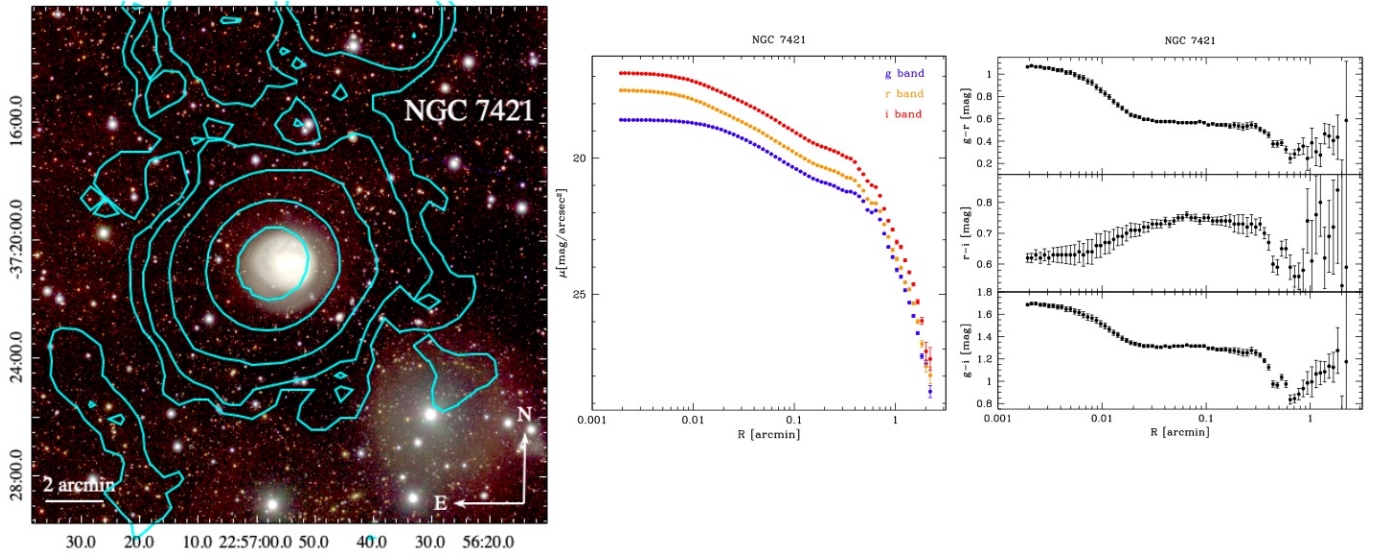 NGC 7421
16:00.0
-37:20:00.0
24:00.0
28:00.0
2 arcmin
N
E
30.0 20.0 10.0 22:57:00.0 50.0 40.0 30.0 56:20.0
NGC 7421
g band
r band
i band
20
25
μ[mag/arcsec²]
0.001 0.01 0.1 1
R [arcmin]
NGC 7421
1
0.8
0.6
0.4
0.2
g-r [mag]
0.8
0.7
0.6
r-i [mag]
1.8
1.6
1.4
1.2
1
0.8
g-i [mag]
0.001 0.01 0.1 1
R [arcmin]